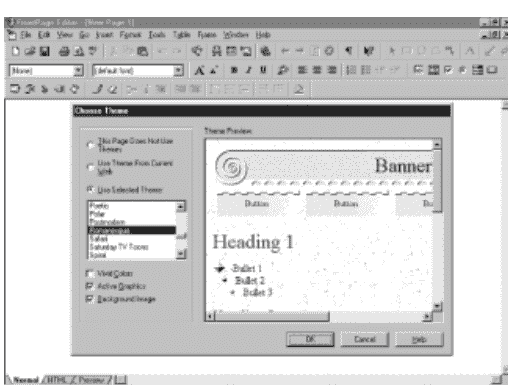 FrontPage Editor - [New Page 1]
File Edit View Go Insert Format Tools Table Frame Window Help
(None) (default font)
Choose Theme
This Page Does Not Use Themes
Use Theme From Current Web
Use Selected Theme:
Poetic
Polar
Postmodern
Romanesque
Safari
Saturday TV Toons
Spiral
Vivid Colors
Active Graphics
Background Image
Theme Preview:
Banner
Button Button
Heading 1
Bullet 1
Bullet 2
Bullet 3
OK Cancel Help
Normal HTML Preview